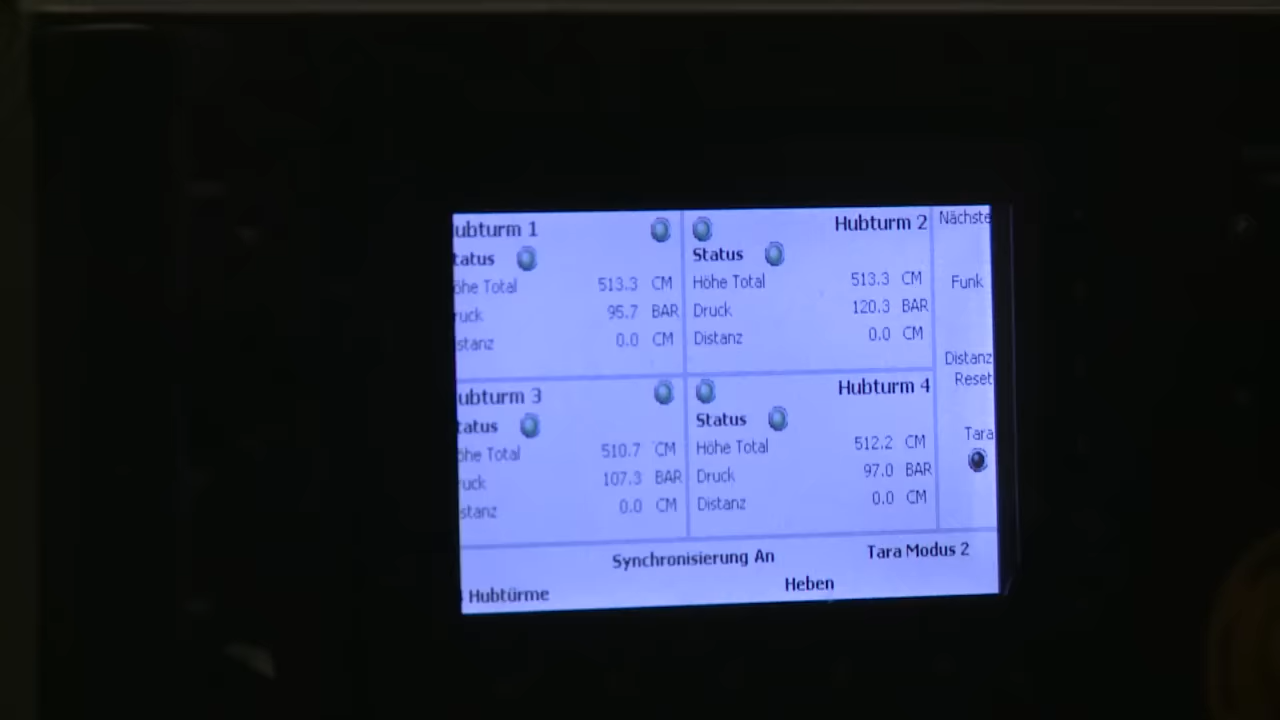 ubturm 1
tatus
öhe Total 513.3 CM
ruck 95.7 BAR
stanz 0.0 CM
Hubturm 2
Status
Höhe Total 513.3 CM
Druck 120.3 BAR
Distanz 0.0 CM
ubturm 3
tatus
öhe Total 510.7 CM
ruck 107.3 BAR
stanz 0.0 CM
Hubturm 4
Status
Höhe Total 512.2 CM
Druck 97.0 BAR
Distanz 0.0 CM
Nächste
Funk
Distanz
Reset
Tara
Synchronisierung An
Tara Modus 2
Hubtürme
Heben